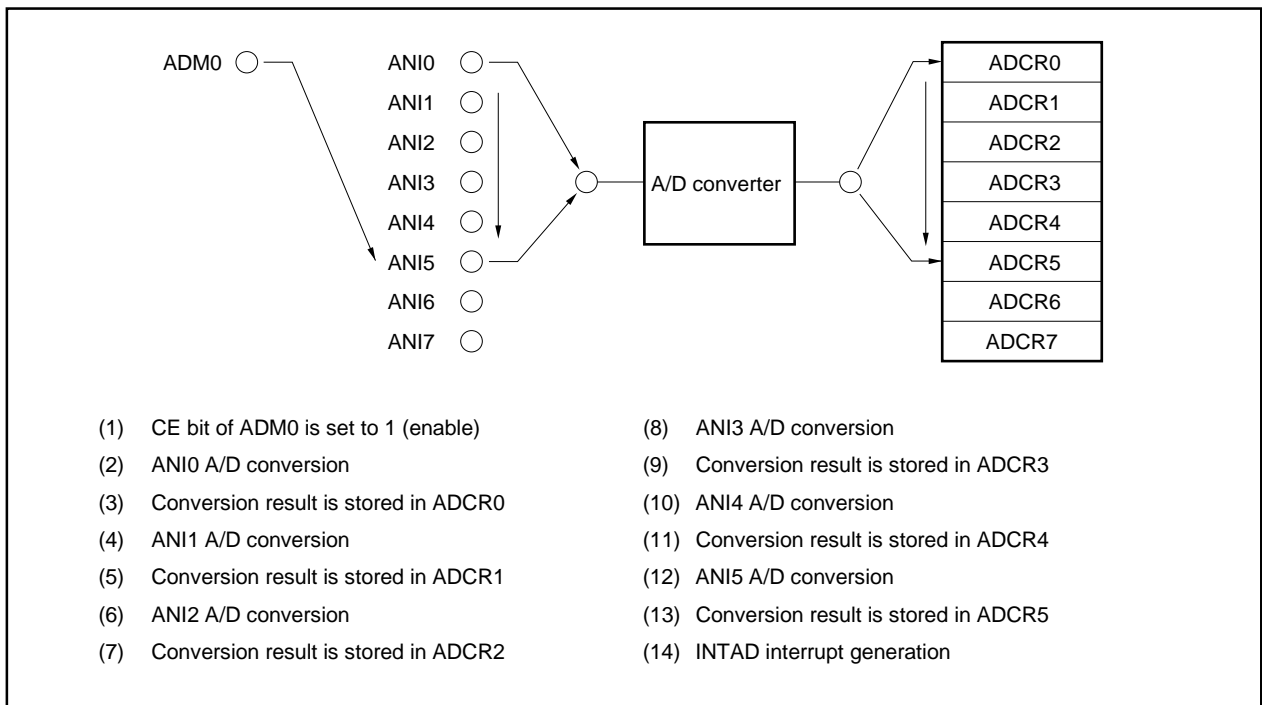 ADM0
ANI0
ANI1
ANI2
ANI3
ANI4
ANI5
ANI6
ANI7
A/D converter
ADCR0
ADCR1
ADCR2
ADCR3
ADCR4
ADCR5
ADCR6
ADCR7
(1) CE bit of ADM0 is set to 1 (enable)
(2) ANI0 A/D conversion
(3) Conversion result is stored in ADCR0
(4) ANI1 A/D conversion
(5) Conversion result is stored in ADCR1
(6) ANI2 A/D conversion
(7) Conversion result is stored in ADCR2
(8) ANI3 A/D conversion
(9) Conversion result is stored in ADCR3
(10) ANI4 A/D conversion
(11) Conversion result is stored in ADCR4
(12) ANI5 A/D conversion
(13) Conversion result is stored in ADCR5
(14) INTAD interrupt generation